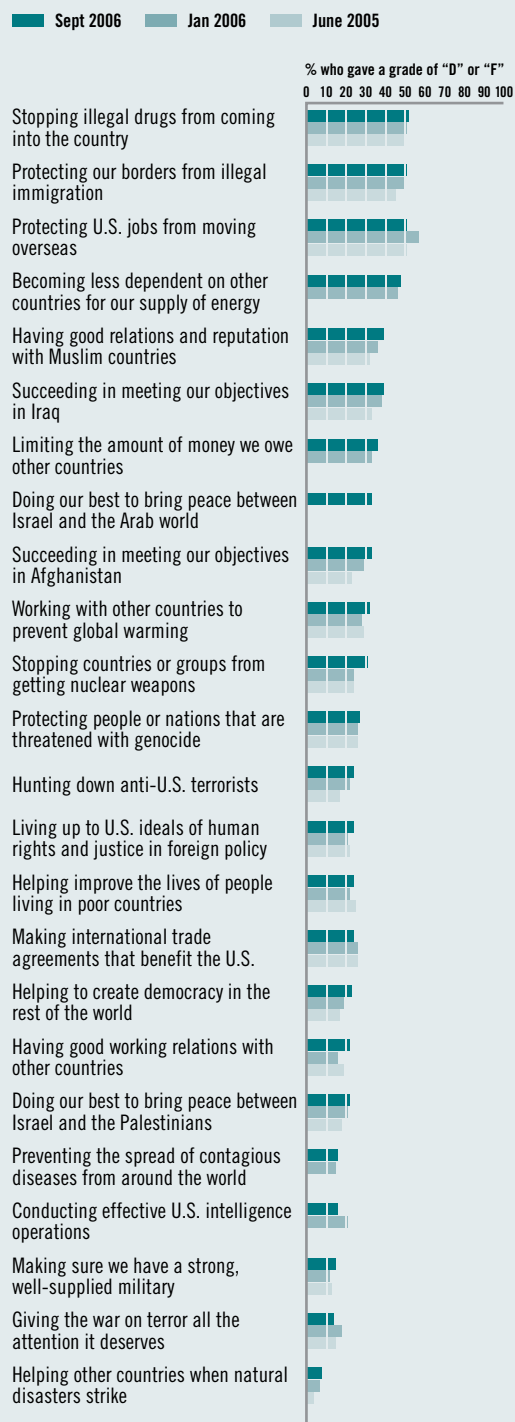 Sept 2006 Jan 2006 June 2005
% who gave a grade of “D” or “F”
0 10 20 30 40 50 60 70 80 90 100
Stopping illegal drugs from coming
into the country
Protecting our borders from illegal
immigration
Protecting U.S. jobs from moving
overseas
Becoming less dependent on other
countries for our supply of energy
Having good relations and reputation
with Muslim countries
Succeeding in meeting our objectives
in Iraq
Limiting the amount of money we owe
other countries
Doing our best to bring peace between
Israel and the Arab world
Succeeding in meeting our objectives
in Afghanistan
Working with other countries to
prevent global warming
Stopping countries or groups from
getting nuclear weapons
Protecting people or nations that are
threatened with genocide
Hunting down anti-U.S. terrorists
Living up to U.S. ideals of human
rights and justice in foreign policy
Helping improve the lives of people
living in poor countries
Making international trade
agreements that benefit the U.S.
Helping to create democracy in the
rest of the world
Having good working relations with
other countries
Doing our best to bring peace between
Israel and the Palestinians
Preventing the spread of contagious
diseases from around the world
Conducting effective U.S. intelligence
operations
Making sure we have a strong,
well-supplied military
Giving the war on terror all the
attention it deserves
Helping other countries when natural
disasters strike